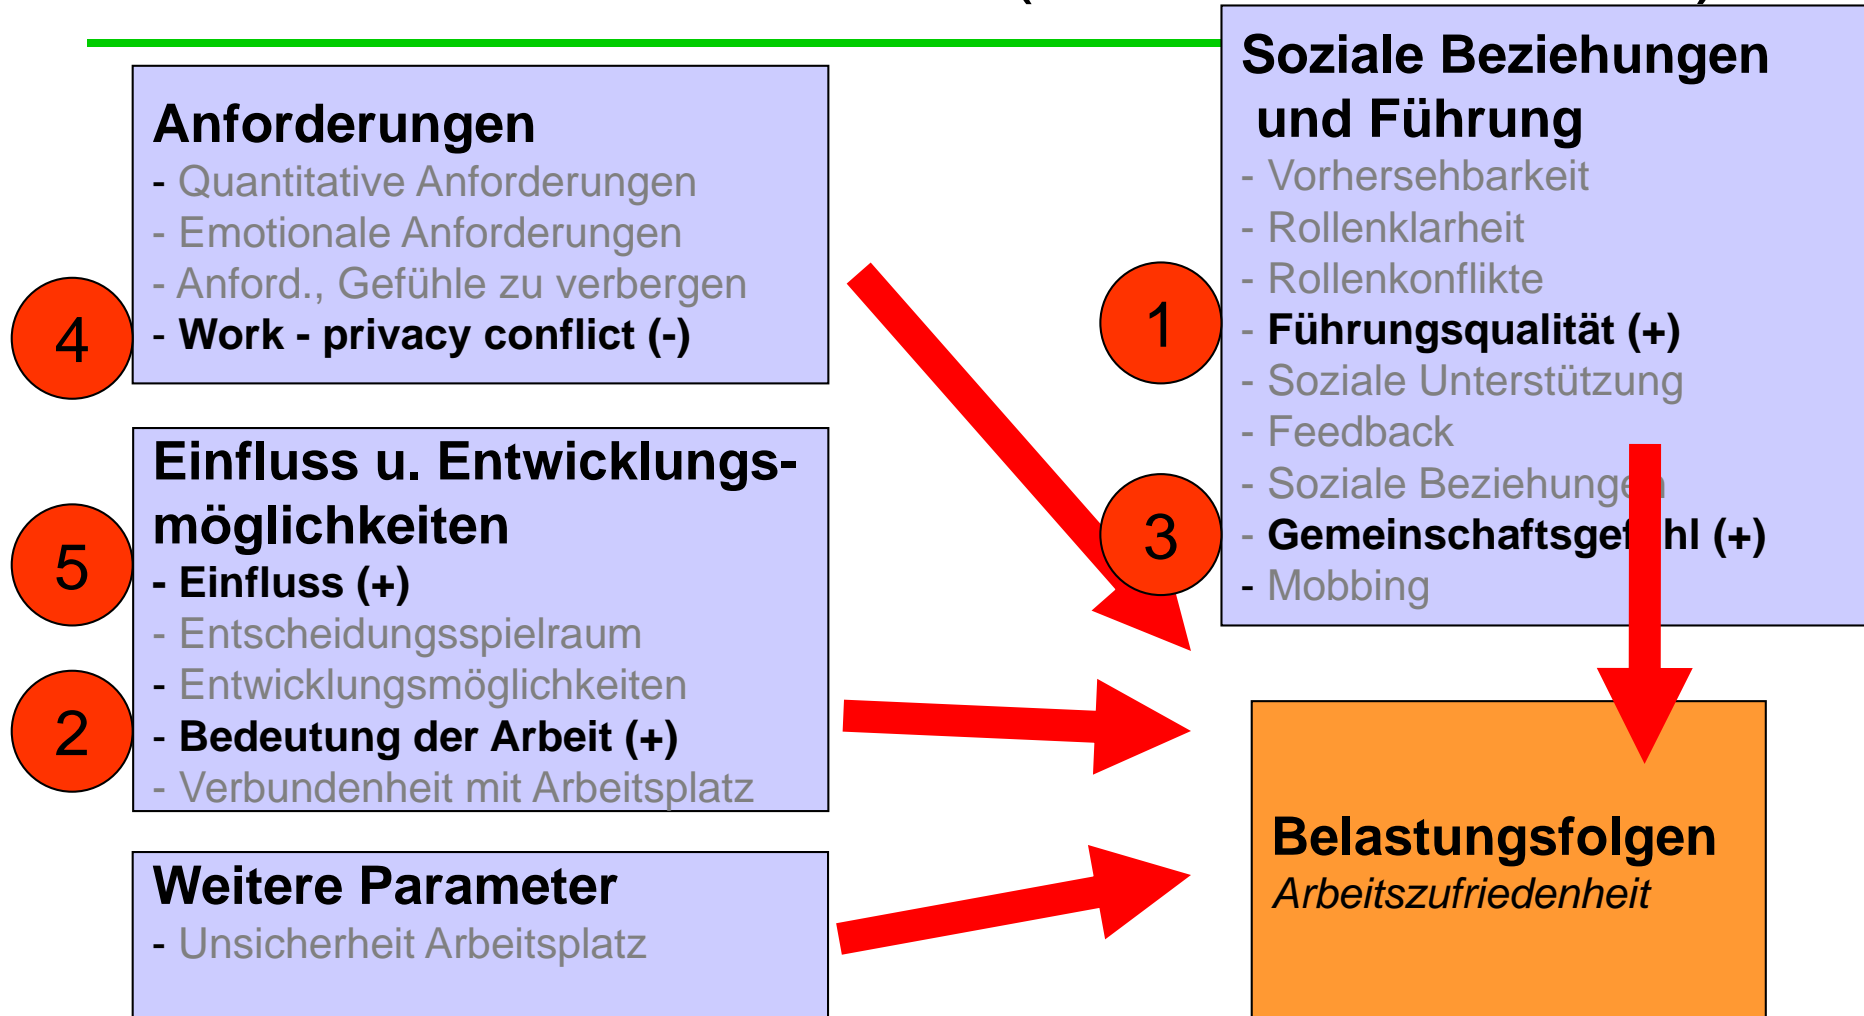 Anforderungen
- Quantitative Anforderungen
- Emotionale Anforderungen
- Anford., Gefühle zu verbergen
- Work - privacy conflict (-)
4
Einfluss u. Entwicklungs-
möglichkeiten
- Einfluss (+)
- Entscheidungsspielraum
- Entwicklungsmöglichkeiten
- Bedeutung der Arbeit (+)
- Verbundenheit mit Arbeitsplatz
5
2
Weitere Parameter
- Unsicherheit Arbeitsplatz
Soziale Beziehungen
und Führung
- Vorhersehbarkeit
- Rollenklarheit
- Rollenkonflikte
- Führungsqualität (+)
- Soziale Unterstützung
- Feedback
- Soziale Beziehungen
- Gemeinschaftsgefühl (+)
- Mobbing
1
3
Belastungsfolgen
Arbeitszufriedenheit